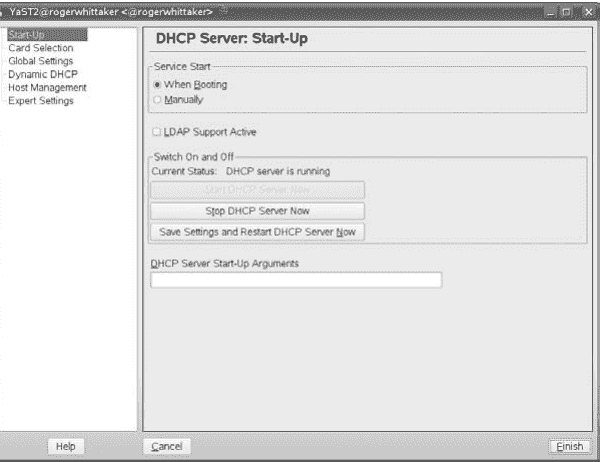 YaST2@rogerwhittaker <@rogerwhittaker>
Start-Up
Card Selection
Global Settings
Dynamic DHCP
Host Management
Expert Settings
DHCP Server: Start-Up
Service Start
When Booting
Manually
LDAP Support Active
Switch On and Off
Current Status: DHCP server is running
Start DHCP Server Now
Stop DHCP Server Now
Save Settings and Restart DHCP Server Now
DHCP Server Start-Up Arguments
Help
Cancel
Finish